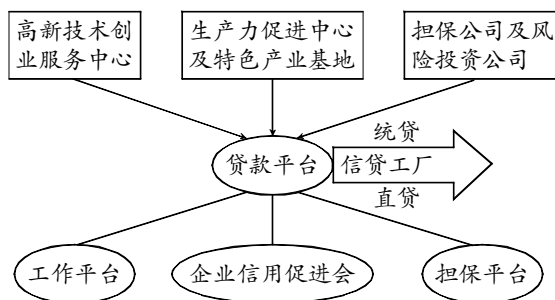 高新技术创
业服务中心
生产力促进中心
及特色产业基地
担保公司及风
险投资公司
统贷
贷款平台
信贷工厂
直贷
工作平台
企业信用促进会
担保平台